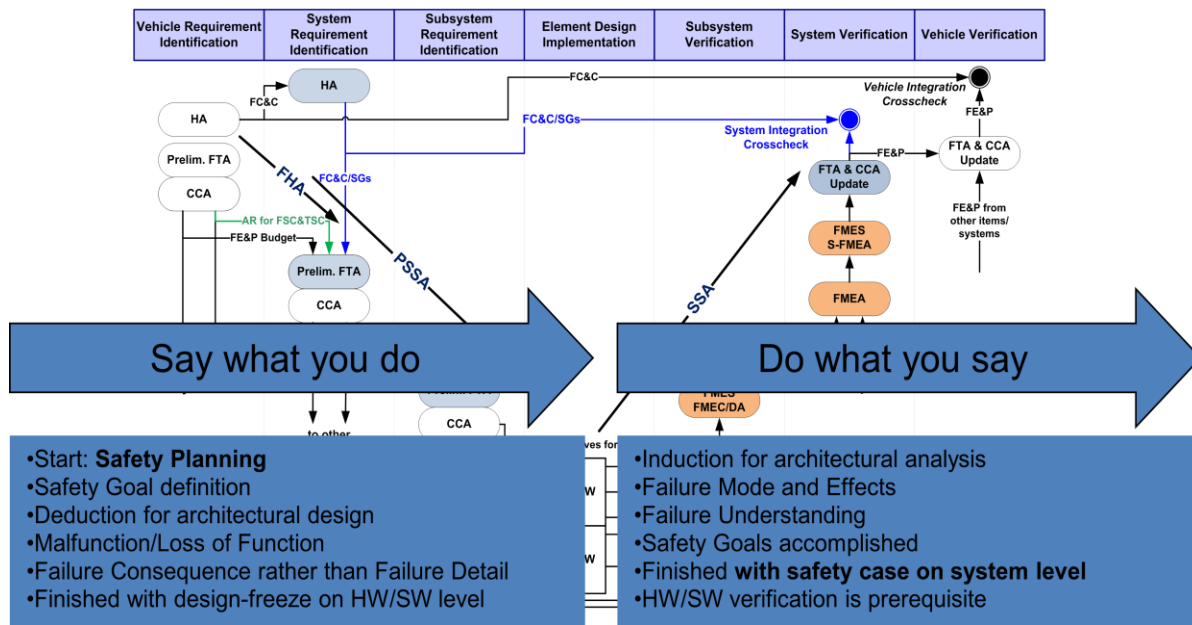 Vehicle Requirement
Identification
System
Requirement
Identification
Subsystem
Requirement
Identification
Element Design
Implementation
Subsystem
Verification
System Verification
Vehicle Verification
HA
FC&C
FC&C
Vehicle Integration
Crosscheck
HA
FC&C/SGs
System Integration
Crosscheck
FE&P
FE&P
Prelim. FTA
CCA
FHA
FC&C/SGs
FTA & CCA
Update
FTA & CCA
Update
AR for FSC&TSC
FE&P Budget
FE&P from
other items/
systems
FMES
S-FMEA
Prelim. FTA
CCA
PSSA
SSA
FMEA
Say what you do
Do what you say
FMES
FMEC/DA
CCA
to other
ves for
W
W
•Start: Safety Planning
•Safety Goal definition
•Deduction for architectural design
•Malfunction/Loss of Function
•Failure Consequence rather than Failure Detail
•Finished with design-freeze on HW/SW level
•Induction for architectural analysis
•Failure Mode and Effects
•Failure Understanding
•Safety Goals accomplished
•Finished with safety case on system level
•HW/SW verification is prerequisite